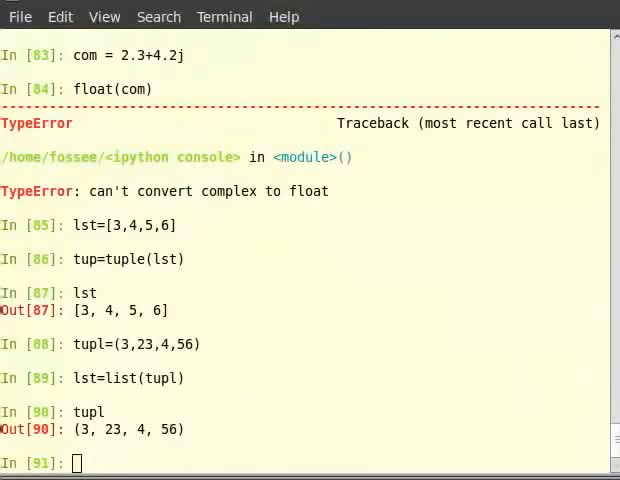 File Edit View Search Terminal Help
In [83]: com = 2.3+4.2j
In [84]: float(com)
---------------------------------------------------------------------------
TypeError                                 Traceback (most recent call last)
/home/fossee/<ipython console> in <module>()
TypeError: can't convert complex to float
In [85]: lst=[3,4,5,6]
In [86]: tup=tuple(lst)
In [87]: lst
Out[87]: [3, 4, 5, 6]
In [88]: tupl=(3,23,4,56)
In [89]: lst=list(tupl)
In [90]: tupl
Out[90]: (3, 23, 4, 56)
In [91]: